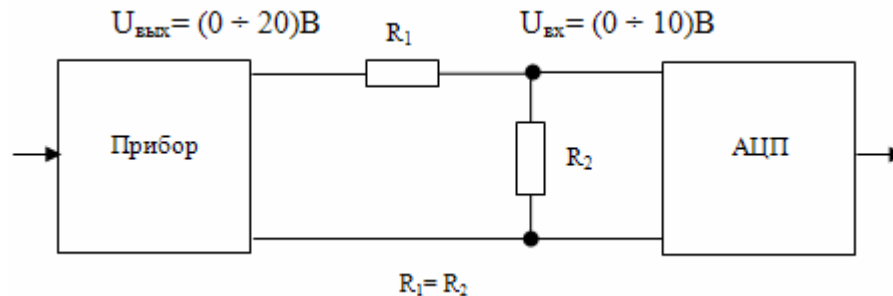 Uвых= (0 ÷ 20)В
R1
Uвх= (0 ÷ 10)В
Прибор
R2
АЦП
R1= R2